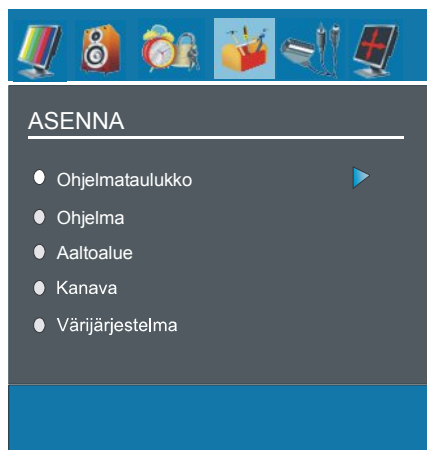 ASENNA
Ohjelmataulukko
Ohjelma
Aaltoalue
Kanava
Värijärjestelma